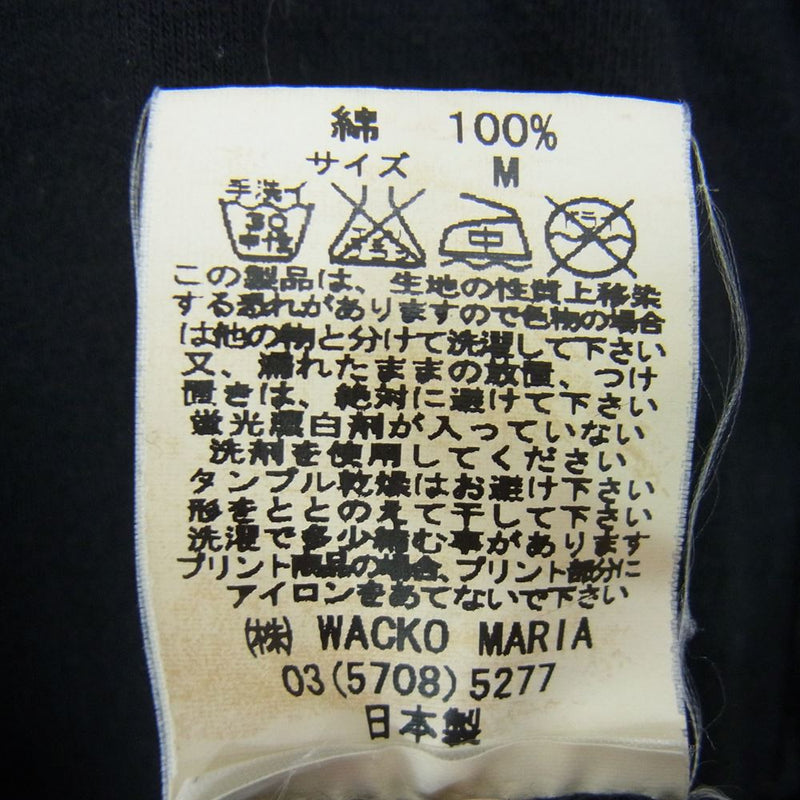 綿 100%
サイズ M
手洗イ
30
中性
エンソ
中
ドライ
この製品は、生地の性質上移染
する恐れがありますので色物の場合
は他の物と分けて洗濯して下さい
又、濡れたままの放置、つけ
置きは、絶対に避けて下さい
蛍光増白剤が入っていない
洗剤を使用してください
タンブル乾燥はお避け下さい
形をととのえて干して下さい
洗濯で多少縮む事があります
プリント商品の場合、プリント部分に
アイロンをあてないで下さい
㈱ WACKO MARIA
03(5708)5277
日本製